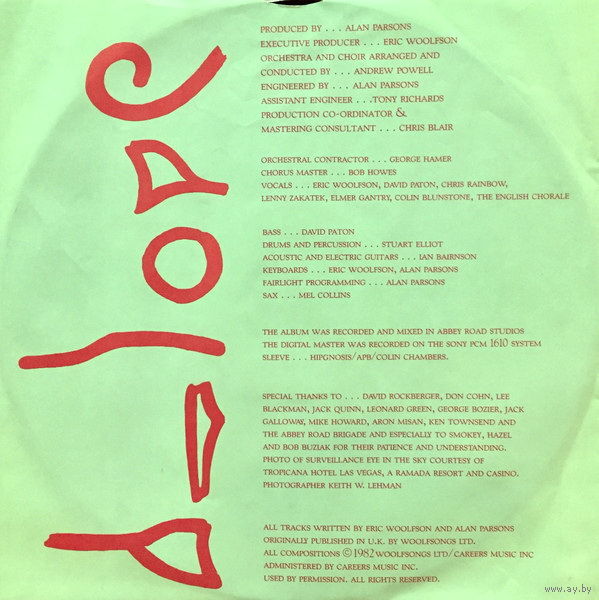 PRODUCED BY . . . ALAN PARSONS
EXECUTIVE PRODUCER . . . ERIC WOOLFSON
ORCHESTRA AND CHOIR ARRANGED AND
CONDUCTED BY . . . ANDREW POWELL
ENGINEERED BY . . . ALAN PARSONS
ASSISTANT ENGINEER . . .TONY RICHARDS
PRODUCTION CO-ORDINATOR &
MASTERING CONSULTANT . . . CHRIS BLAIR
ORCHESTRAL CONTRACTOR . . . GEORGE HAMER
CHORUS MASTER . . . BOB HOWES
VOCALS . . . ERIC WOOLFSON, DAVID PATON, CHRIS RAINBOW,
LENNY ZAKATEK, ELMER GANTRY, COLIN BLUNSTONE, THE ENGLISH CHORALE
BASS . . . DAVID PATON
DRUMS AND PERCUSSION . . . STUART ELLIOT
ACOUSTIC AND ELECTRIC GUITARS . . . IAN BAIRNSON
KEYBOARDS . . . ERIC WOOLFSON, ALAN PARSONS
FAIRLIGHT PROGRAMMING . . . ALAN PARSONS
SAX . . . MEL COLLINS
THE ALBUM WAS RECORDED AND MIXED IN ABBEY ROAD STUDIOS
THE DIGITAL MASTER WAS RECORDED ON THE SONY PCM 1610 SYSTEM
SLEEVE . . . HIPGNOSIS/APB/COLIN CHAMBERS.
SPECIAL THANKS TO . . . DAVID ROCKBERGER, DON COHN, LEE
BLACKMAN, JACK QUINN, LEONARD GREEN, GEORGE BOZIER, JACK
GALLOWAY, MIKE HOWARD, ARON MISAN, KEN TOWNSEND AND
THE ABBEY ROAD BRIGADE AND ESPECIALLY TO SMOKEY, HAZEL
AND BOB BUZIAK FOR THEIR PATIENCE AND UNDERSTANDING.
PHOTO OF SURVEILLANCE EYE IN THE SKY COURTESY OF
TROPICANA HOTEL LAS VEGAS, A RAMADA RESORT AND CASINO.
PHOTOGRAPHER KEITH W. LEHMAN
ALL TRACKS WRITTEN BY ERIC WOOLFSON AND ALAN PARSONS
ORIGINALLY PUBLISHED IN U.K. BY WOOLFSONGS LTD.
ALL COMPOSITIONS © 1982 WOOLFSONGS LTD/CAREERS MUSIC INC
ADMINISTERED BY CAREERS MUSIC INC.
USED BY PERMISSION. ALL RIGHTS RESERVED.
www.ay.by